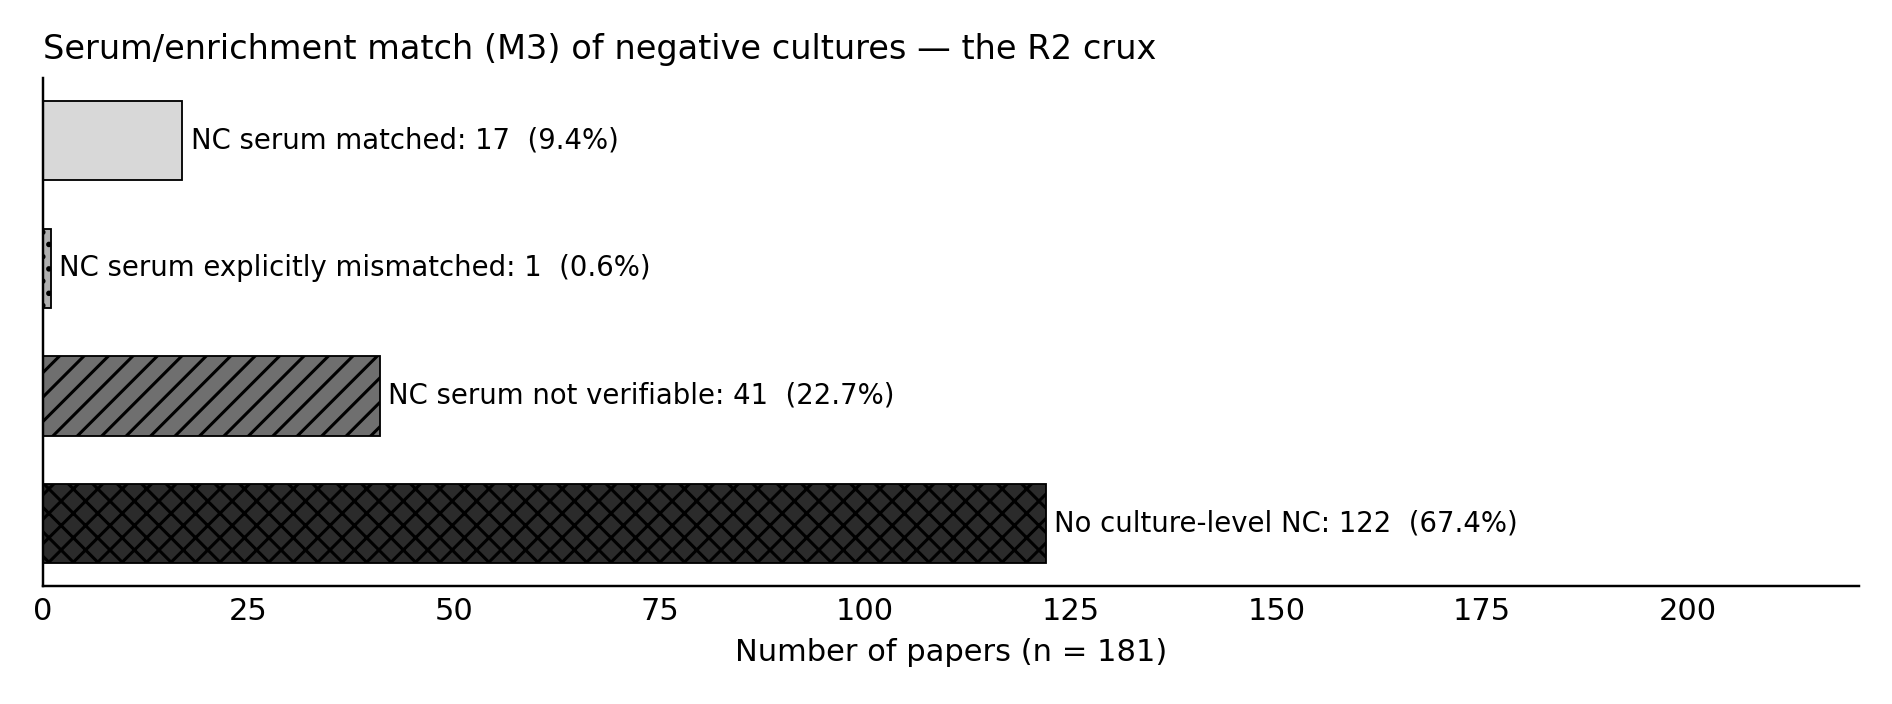 Serum/enrichment match (M3) of negative cultures — the R2 crux
NC serum matched: 17  (9.4%)
NC serum explicitly mismatched: 1  (0.6%)
NC serum not verifiable: 41  (22.7%)
No culture-level NC: 122  (67.4%)
0 25 50 75 100 125 150 175 200
Number of papers (n = 181)